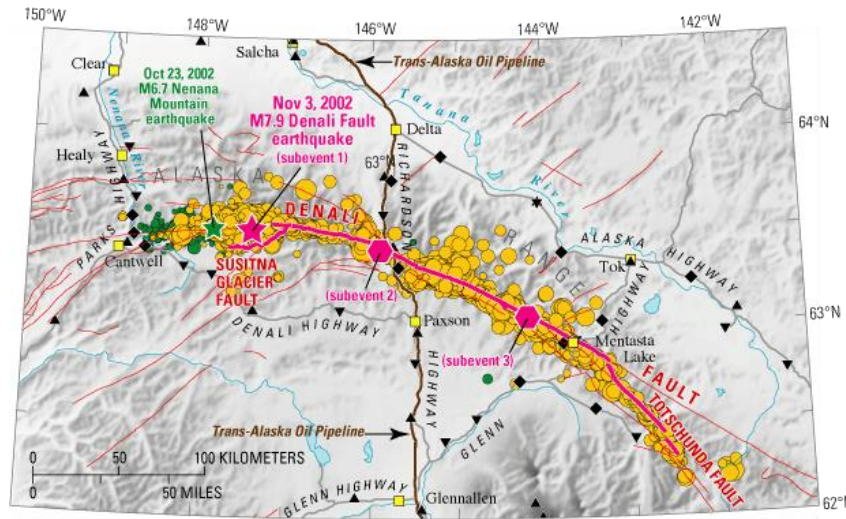 150°W
148°W
146°W
144°W
142°W
Salcha
Trans-Alaska Oil Pipeline
Clear
Oct 23, 2002
M6.7 Nenana
Mountain
earthquake
Nov 3, 2002
M7.9 Denali Fault
earthquake
(subevent 1)
Nenana River
Tanana
River
64°N
Delta
63°N
Healy
ALASKA
RANGE
PARKS HIGHWAY
RICHARDSON
HIGHWAY
DENALI
FAULT
ALASKA HIGHWAY
Cantwell
SUSITNA
GLACIER
FAULT
(subevent 2)
Tok
HIGHWAY
63°N
DENALI HIGHWAY
Paxson
(subevent 3)
Mentasta
Lake
TOTSCHUNDA FAULT
GLENN
Trans-Alaska Oil Pipeline
0 50 100 KILOMETERS
0 50 MILES
GLENN HIGHWAY
Glennallen
62°N